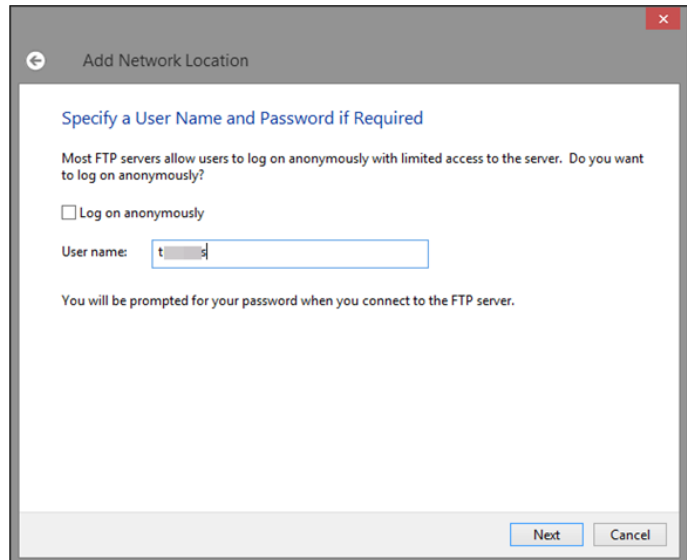 Add Network Location
Specify a User Name and Password if Required
Most FTP servers allow users to log on anonymously with limited access to the server. Do you want
to log on anonymously?
Log on anonymously
User name:
You will be prompted for your password when you connect to the FTP server.
Next Cancel